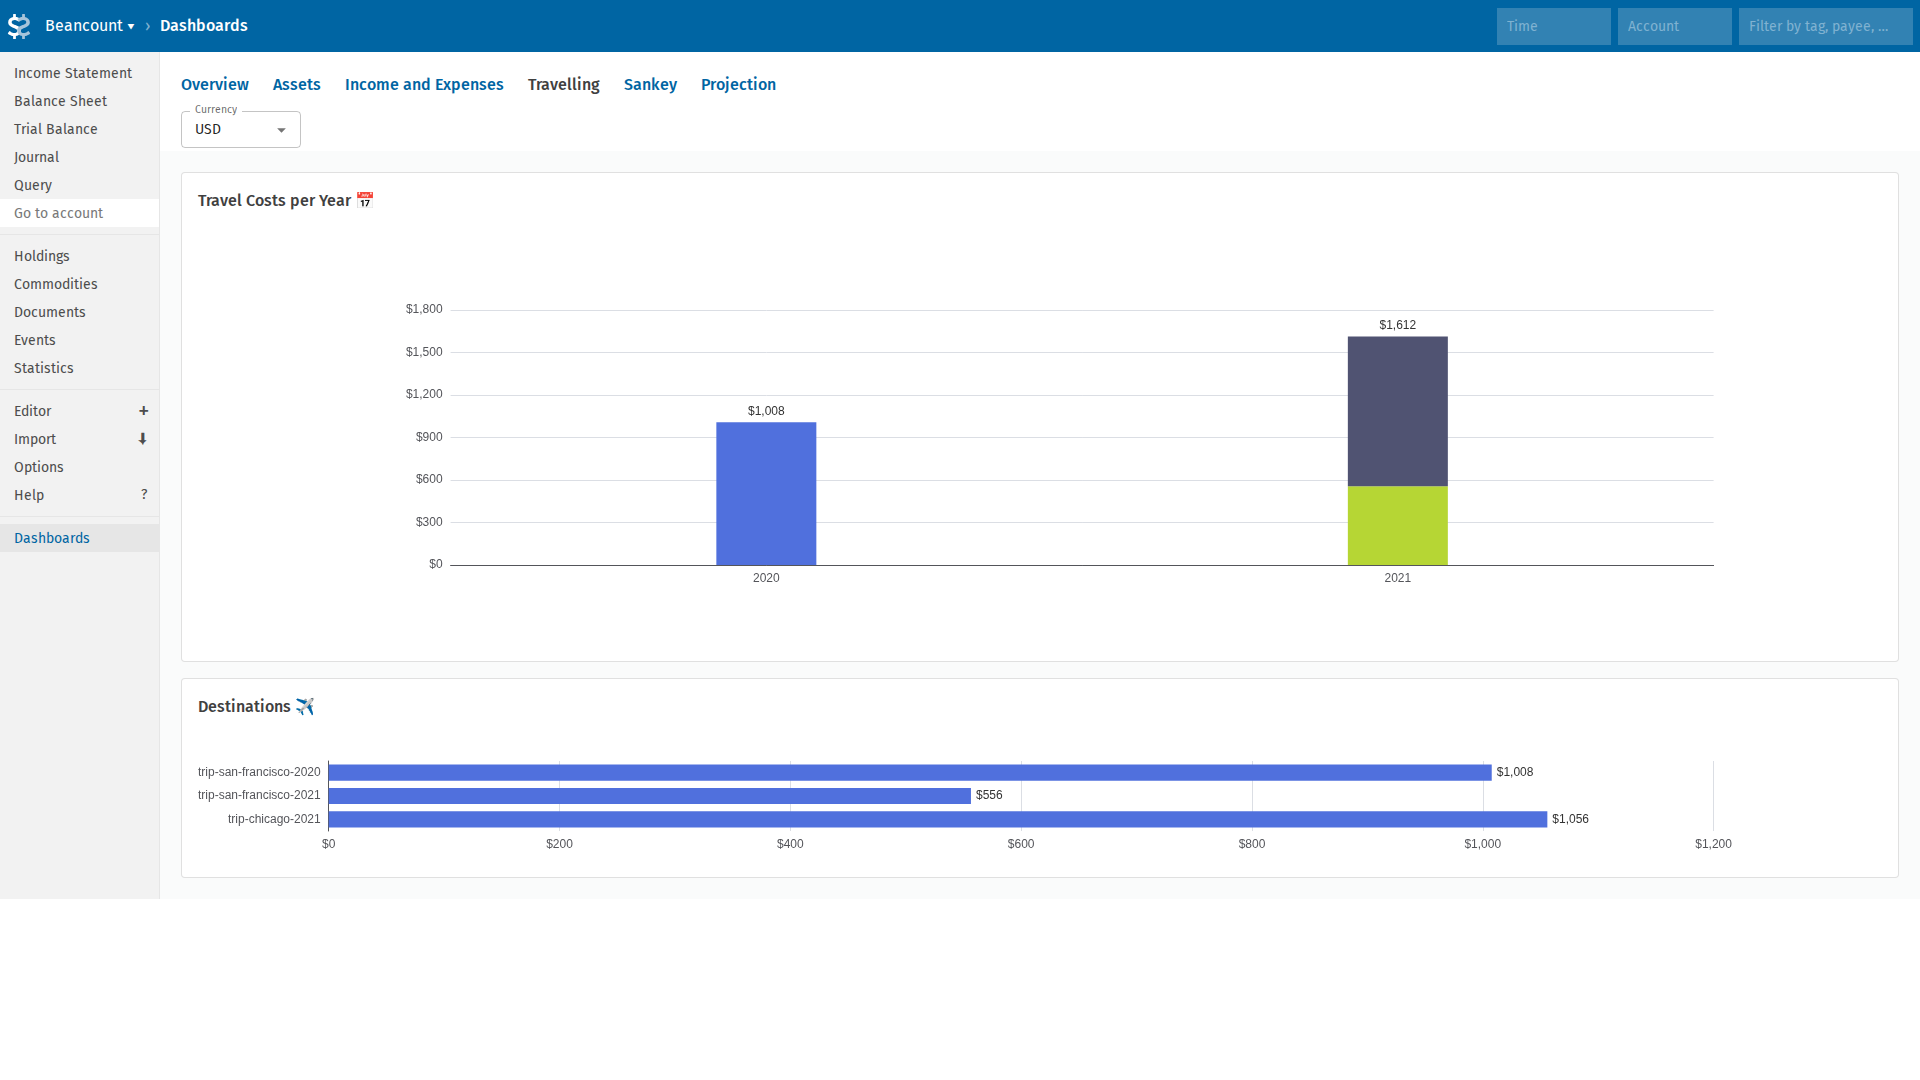 Beancount ▾ › Dashboards
Time
Account
Filter by tag, payee, ...
Income Statement
Balance Sheet
Trial Balance
Journal
Query
Go to account
Holdings
Commodities
Documents
Events
Statistics
Editor +
Import ⬇
Options
Help ?
Dashboards
Overview Assets Income and Expenses Travelling Sankey Projection
Currency
USD
Travel Costs per Year 📅
$1,800
$1,500
$1,200
$900
$600
$300
$0
$1,008
$1,612
2020
2021
Destinations ✈️
trip-san-francisco-2020 $1,008
trip-san-francisco-2021 $556
trip-chicago-2021 $1,056
$0 $200 $400 $600 $800 $1,000 $1,200